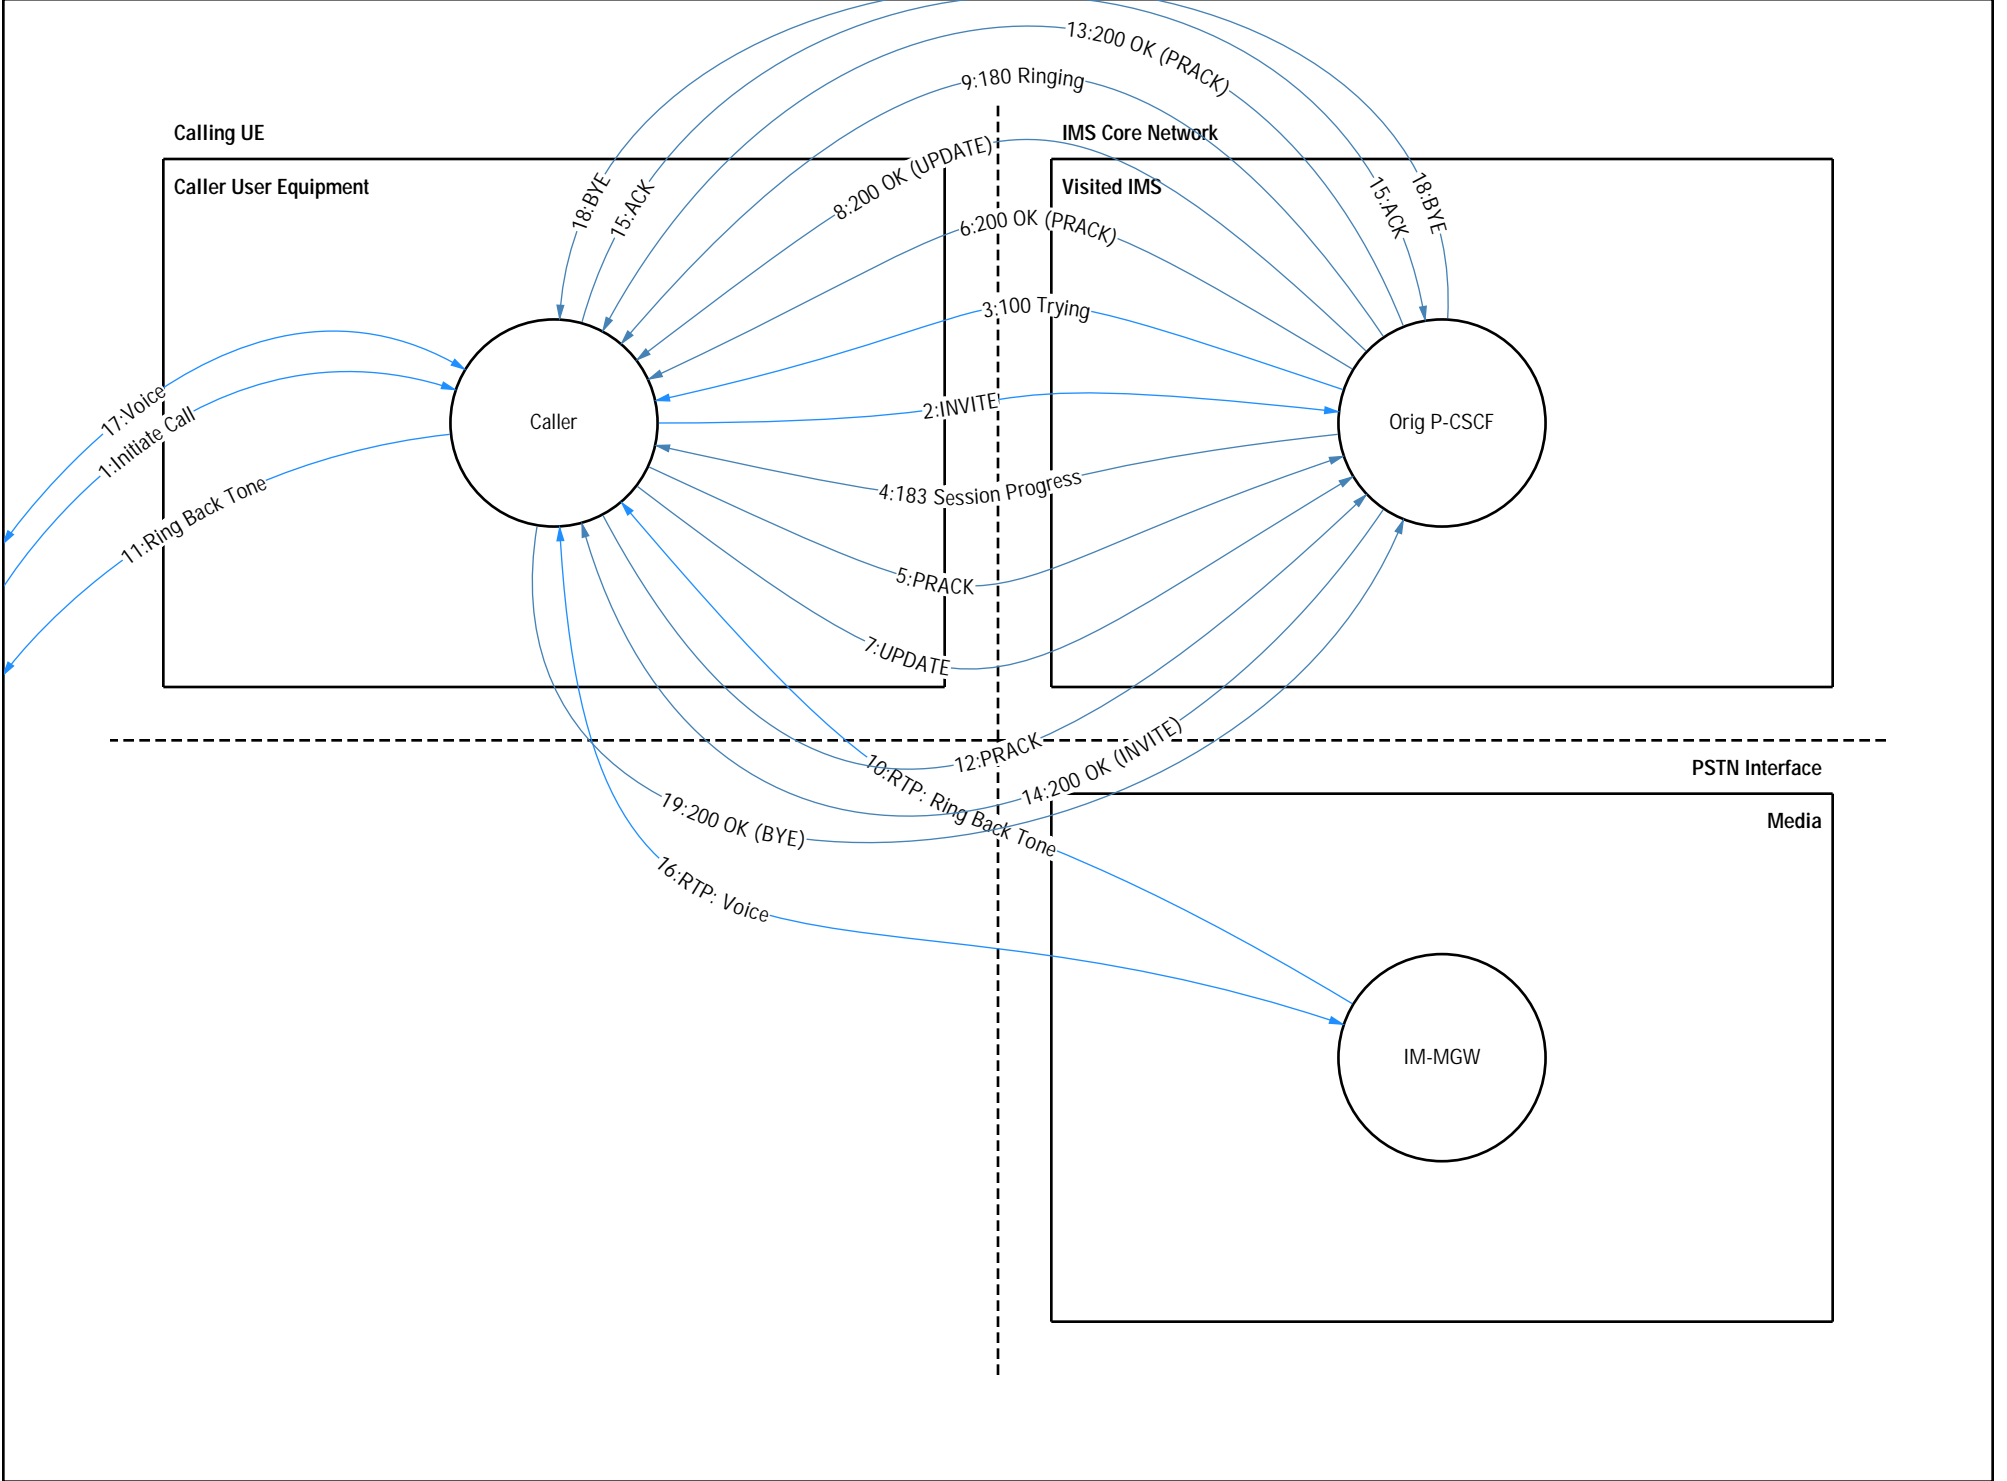 13:200 OK (PRACK)
9:180 Ringing
Calling UE
IMS Core Network
8:200 OK (UPDATE)
Caller User Equipment
Visited IMS
18:BYE
15:ACK
15:ACK
18:BYE
6:200 OK (PRACK)
3:100 Trying
17:Voice
1:Initiate Call
2:INVITE
Caller
Orig P-CSCF
11:Ring Back Tone
4:183 Session Progress
5:PRACK
7:UPDATE
12:PRACK
14:200 OK (INVITE)
PSTN Interface
10:RTP: Ring Back Tone
19:200 OK (BYE)
Media
16:RTP: Voice
IM-MGW